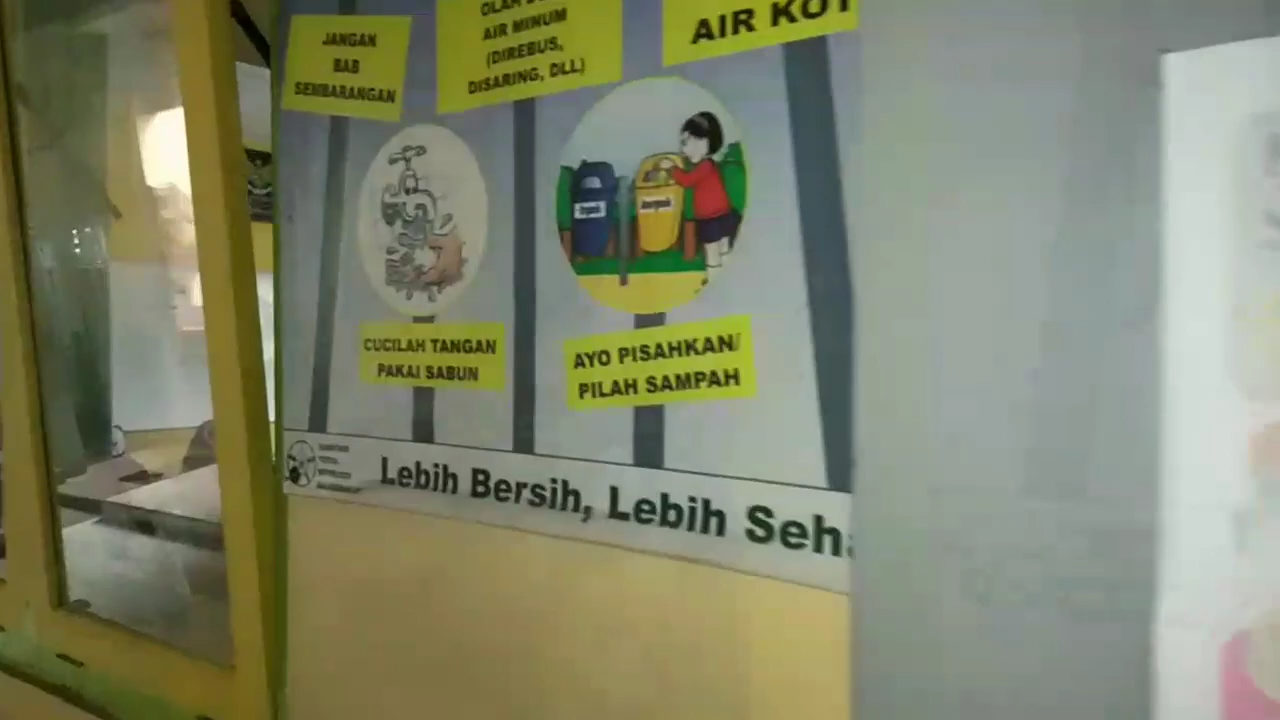 JANGAN
BAB
SEMBARANGAN
AIR MINUM
(DIREBUS,
DISARING, DLL)
AIR KOT
CUCILAH TANGAN
PAKAI SABUN
AYO PISAHKAN/
PILAH SAMPAH
Lebih Bersih, Lebih Seh